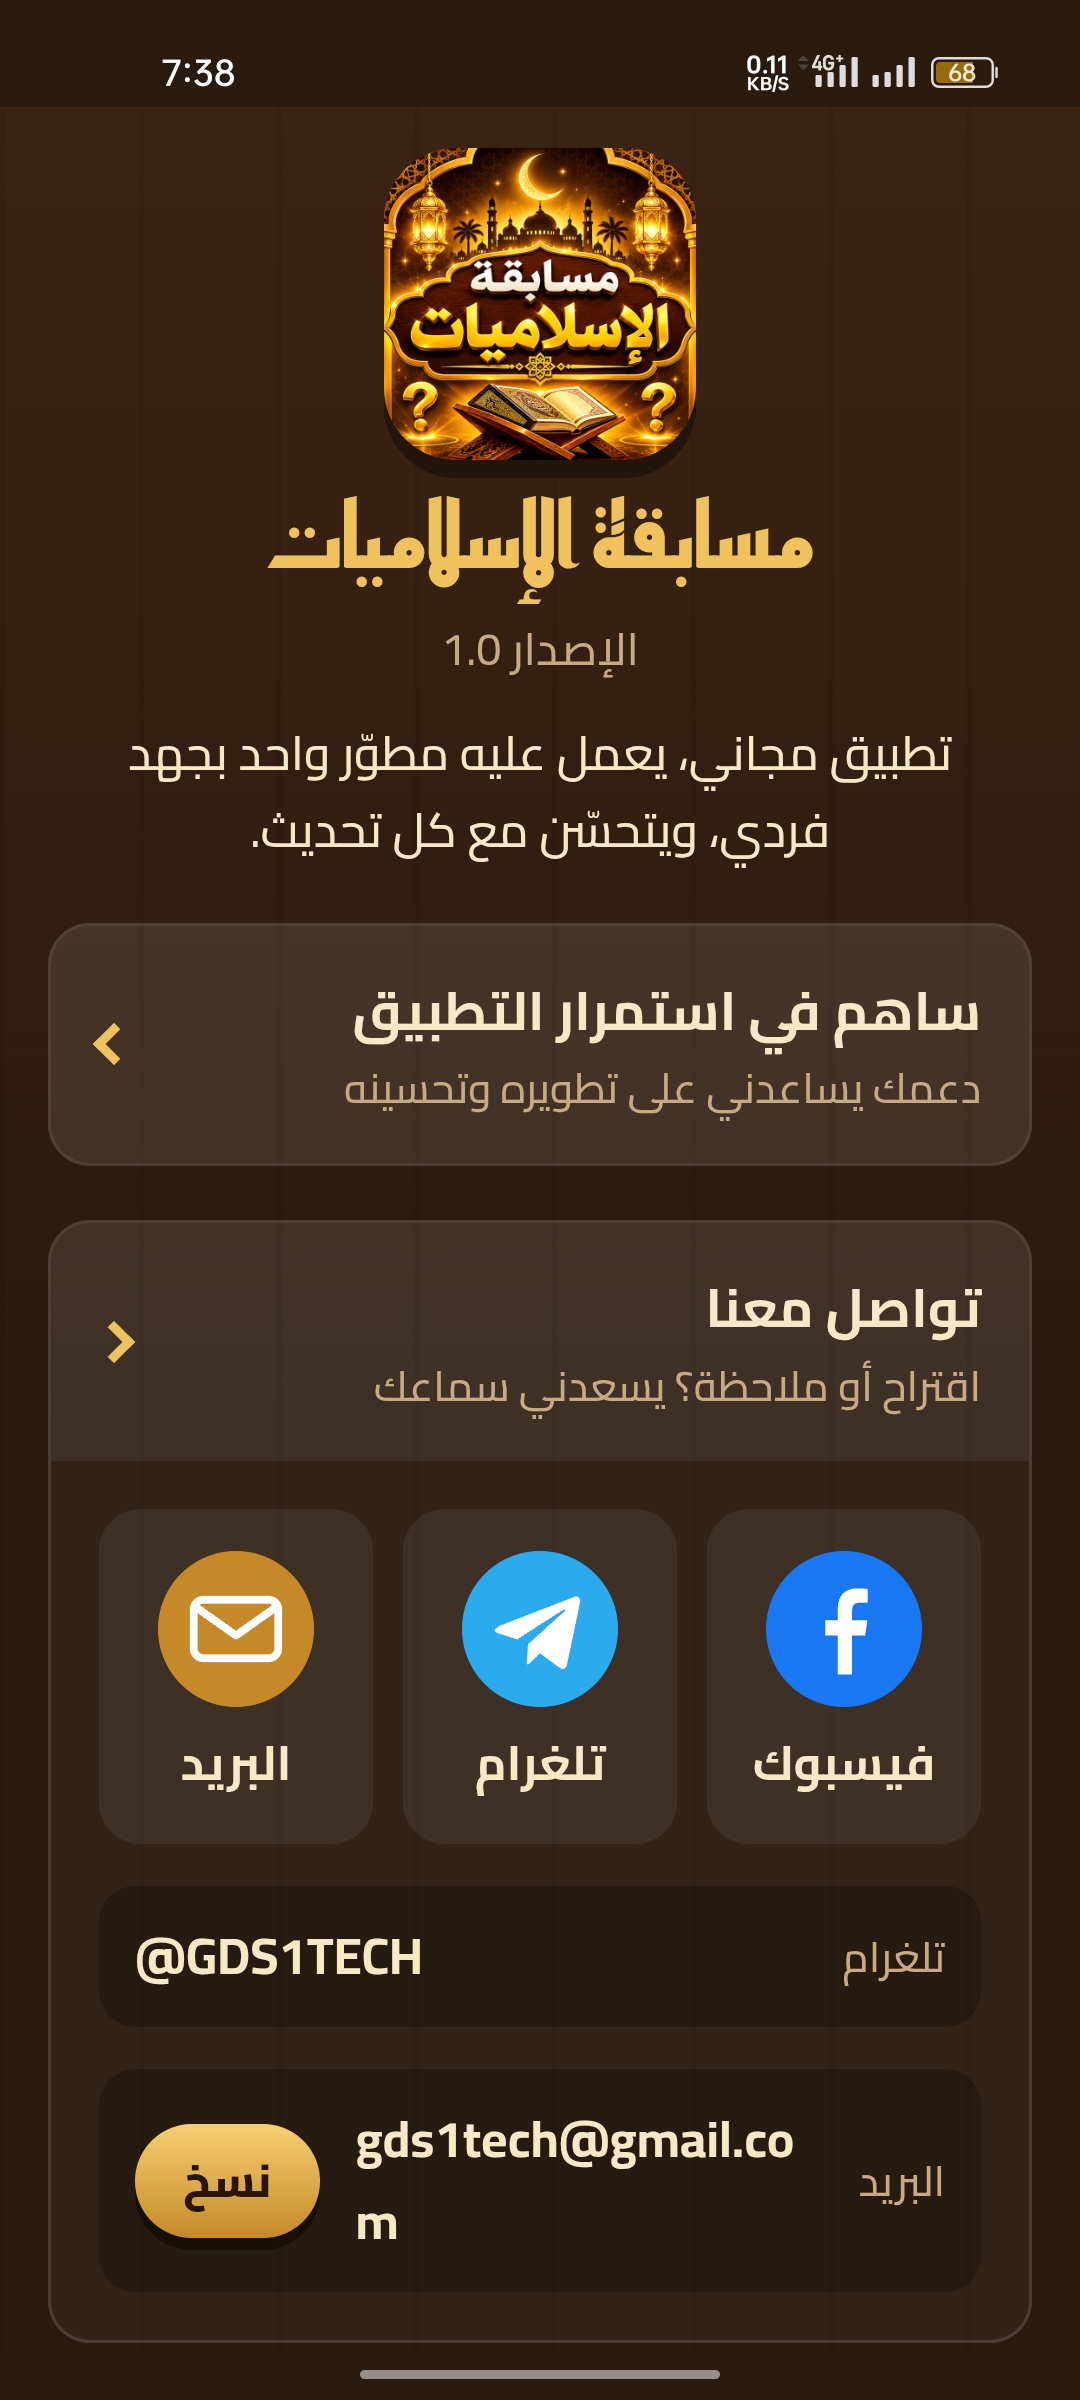 7:38
0.11 KB/S
4G+
68
مسابقة
الإسلاميات
? ?
مسابقة الإسلاميات
الإصدار 1.0
تطبيق مجاني، يعمل عليه مطوّر واحد بجهد
فردي، ويتحسّن مع كل تحديث.
ساهم في استمرار التطبيق
دعمك يساعدني على تطويره وتحسينه
تواصل معنا
اقتراح أو ملاحظة؟ يسعدني سماعك
فيسبوك
تلغرام
البريد
تلغرام
@GDS1TECH
البريد
gds1tech@gmail.co
m
نسخ